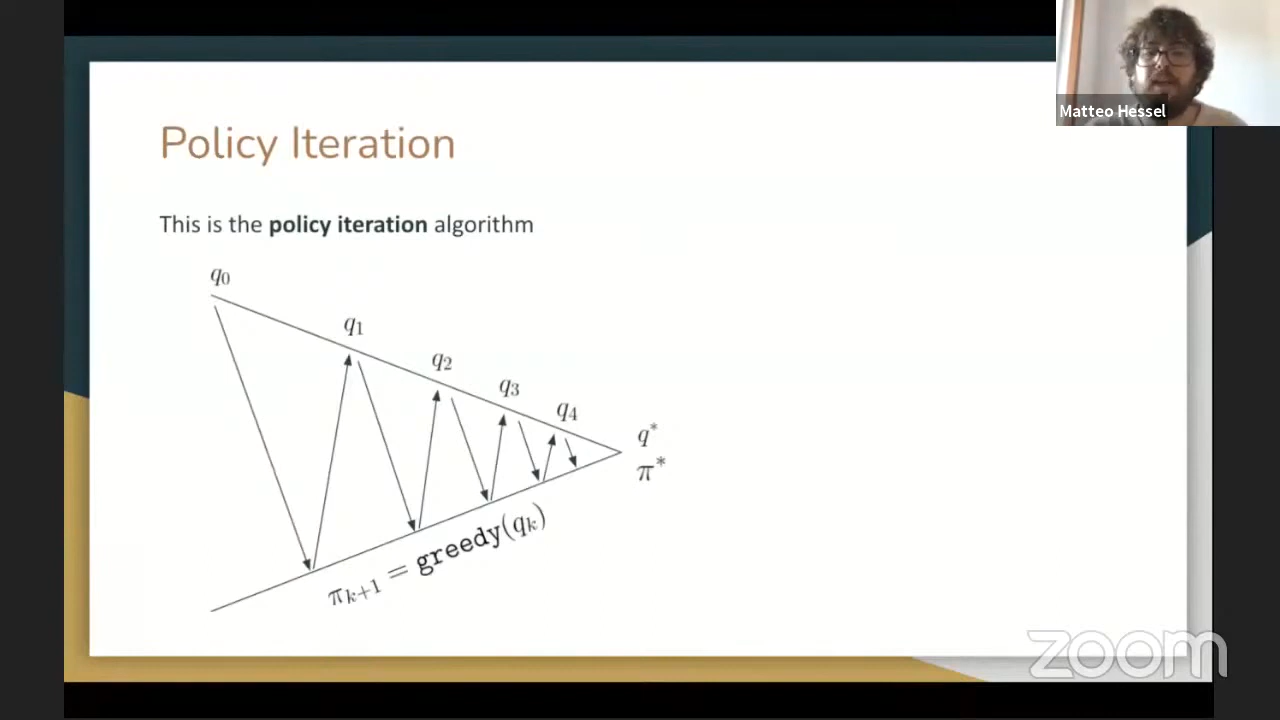 Matteo Hessel
Policy Iteration
This is the policy iteration algorithm
q0
q1
q2
q3
q4
q*
π*
πk+1 = greedy(qk)
zoom